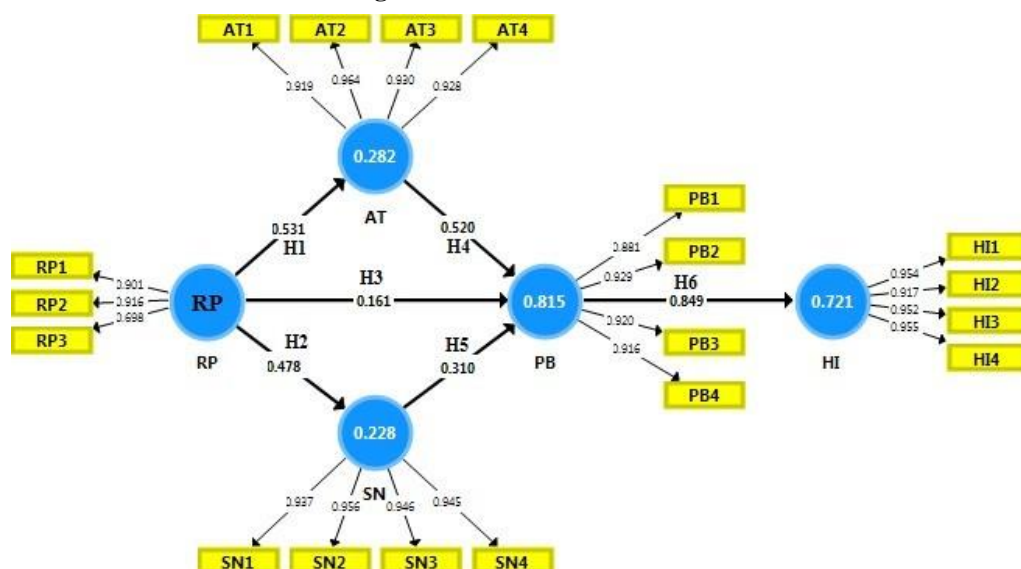 AT1 AT2 AT3 AT4
0.919 0.964 0.930 0.928
0.282
AT
PB1
0.531 0.520 0.881
H1 H4
PB2
RP1 HI1
0.901 H3 0.929 H6 0.954
RP2 0.916 RP 0.161 0.815 0.849 0.721 0.917 HI2
0.698 0.952 HI3
RP3 0.920 PB3 0.955
RP H2 H5 PB 0.916 HI HI4
0.478 0.310
PB4
0.228
SN
0.937 0.956 0.946 0.945
SN1 SN2 SN3 SN4